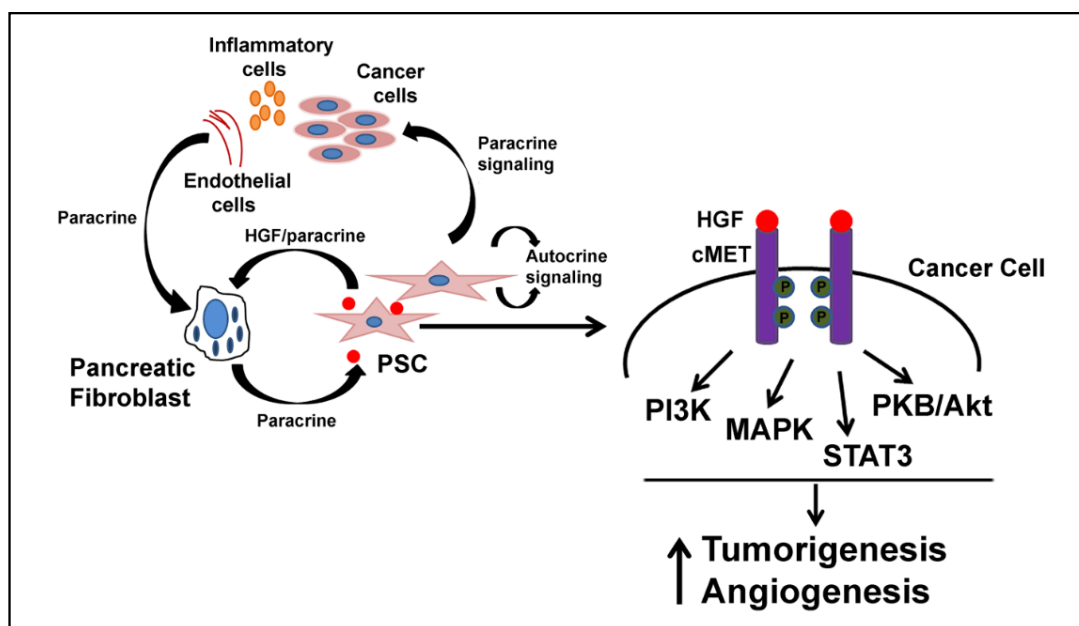 Inflammatory
cells
Cancer
cells
Paracrine
signaling
Endothelial
cells
Paracrine
HGF/paracrine
Autocrine
signaling
Pancreatic
Fibroblast
PSC
Paracrine
HGF
cMET
Cancer Cell
P
P
P
P
PI3K
MAPK
STAT3
PKB/Akt
Tumorigenesis
Angiogenesis